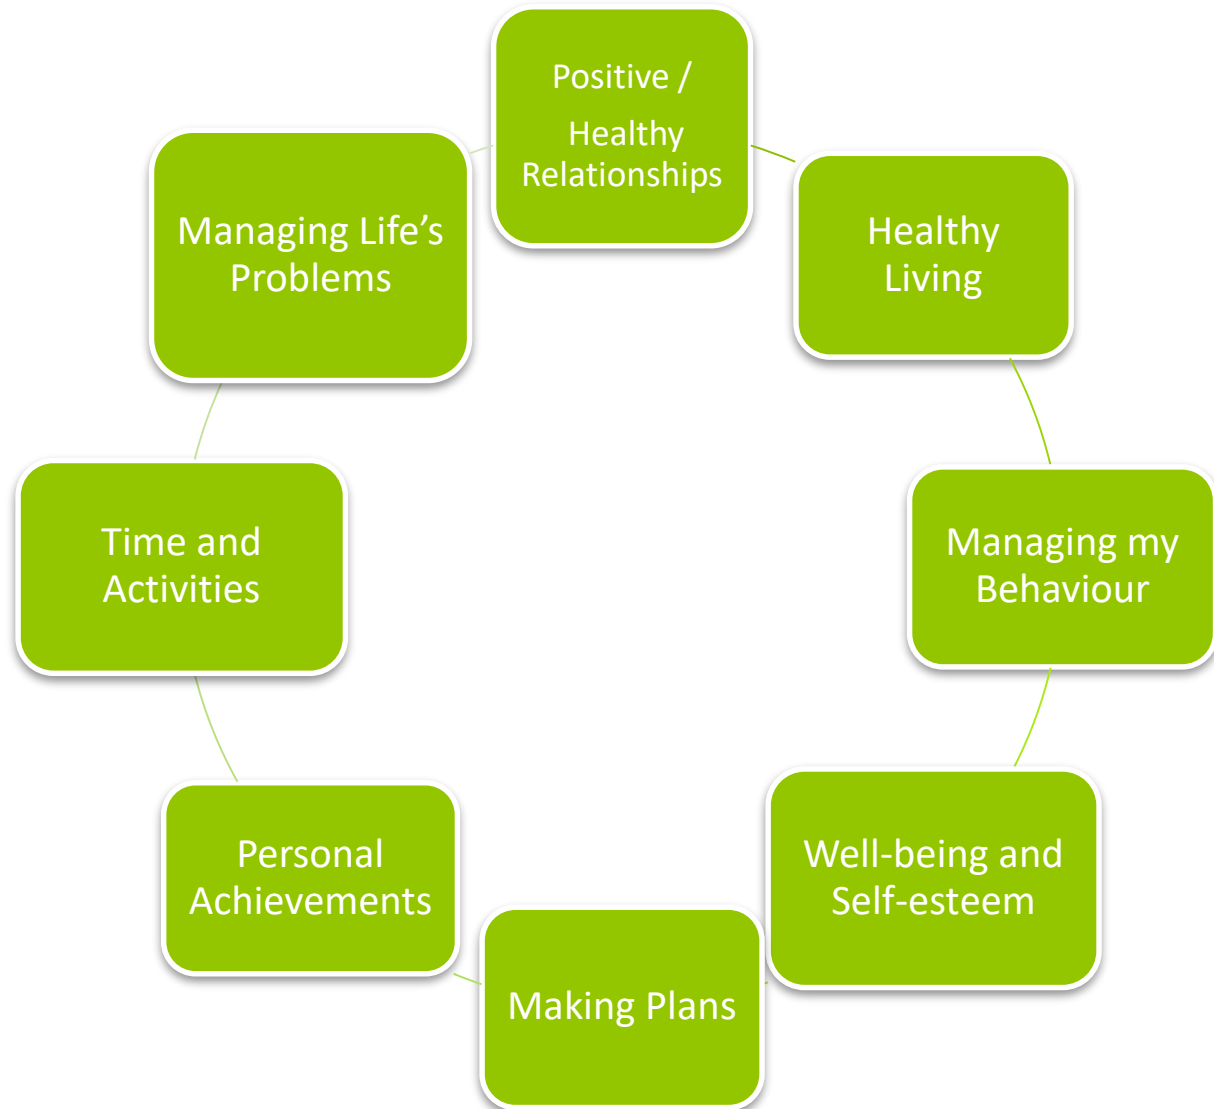 Positive /
Healthy
Relationships
Healthy
Living
Managing my
Behaviour
Well-being and
Self-esteem
Making Plans
Personal
Achievements
Time and
Activities
Managing Life’s
Problems